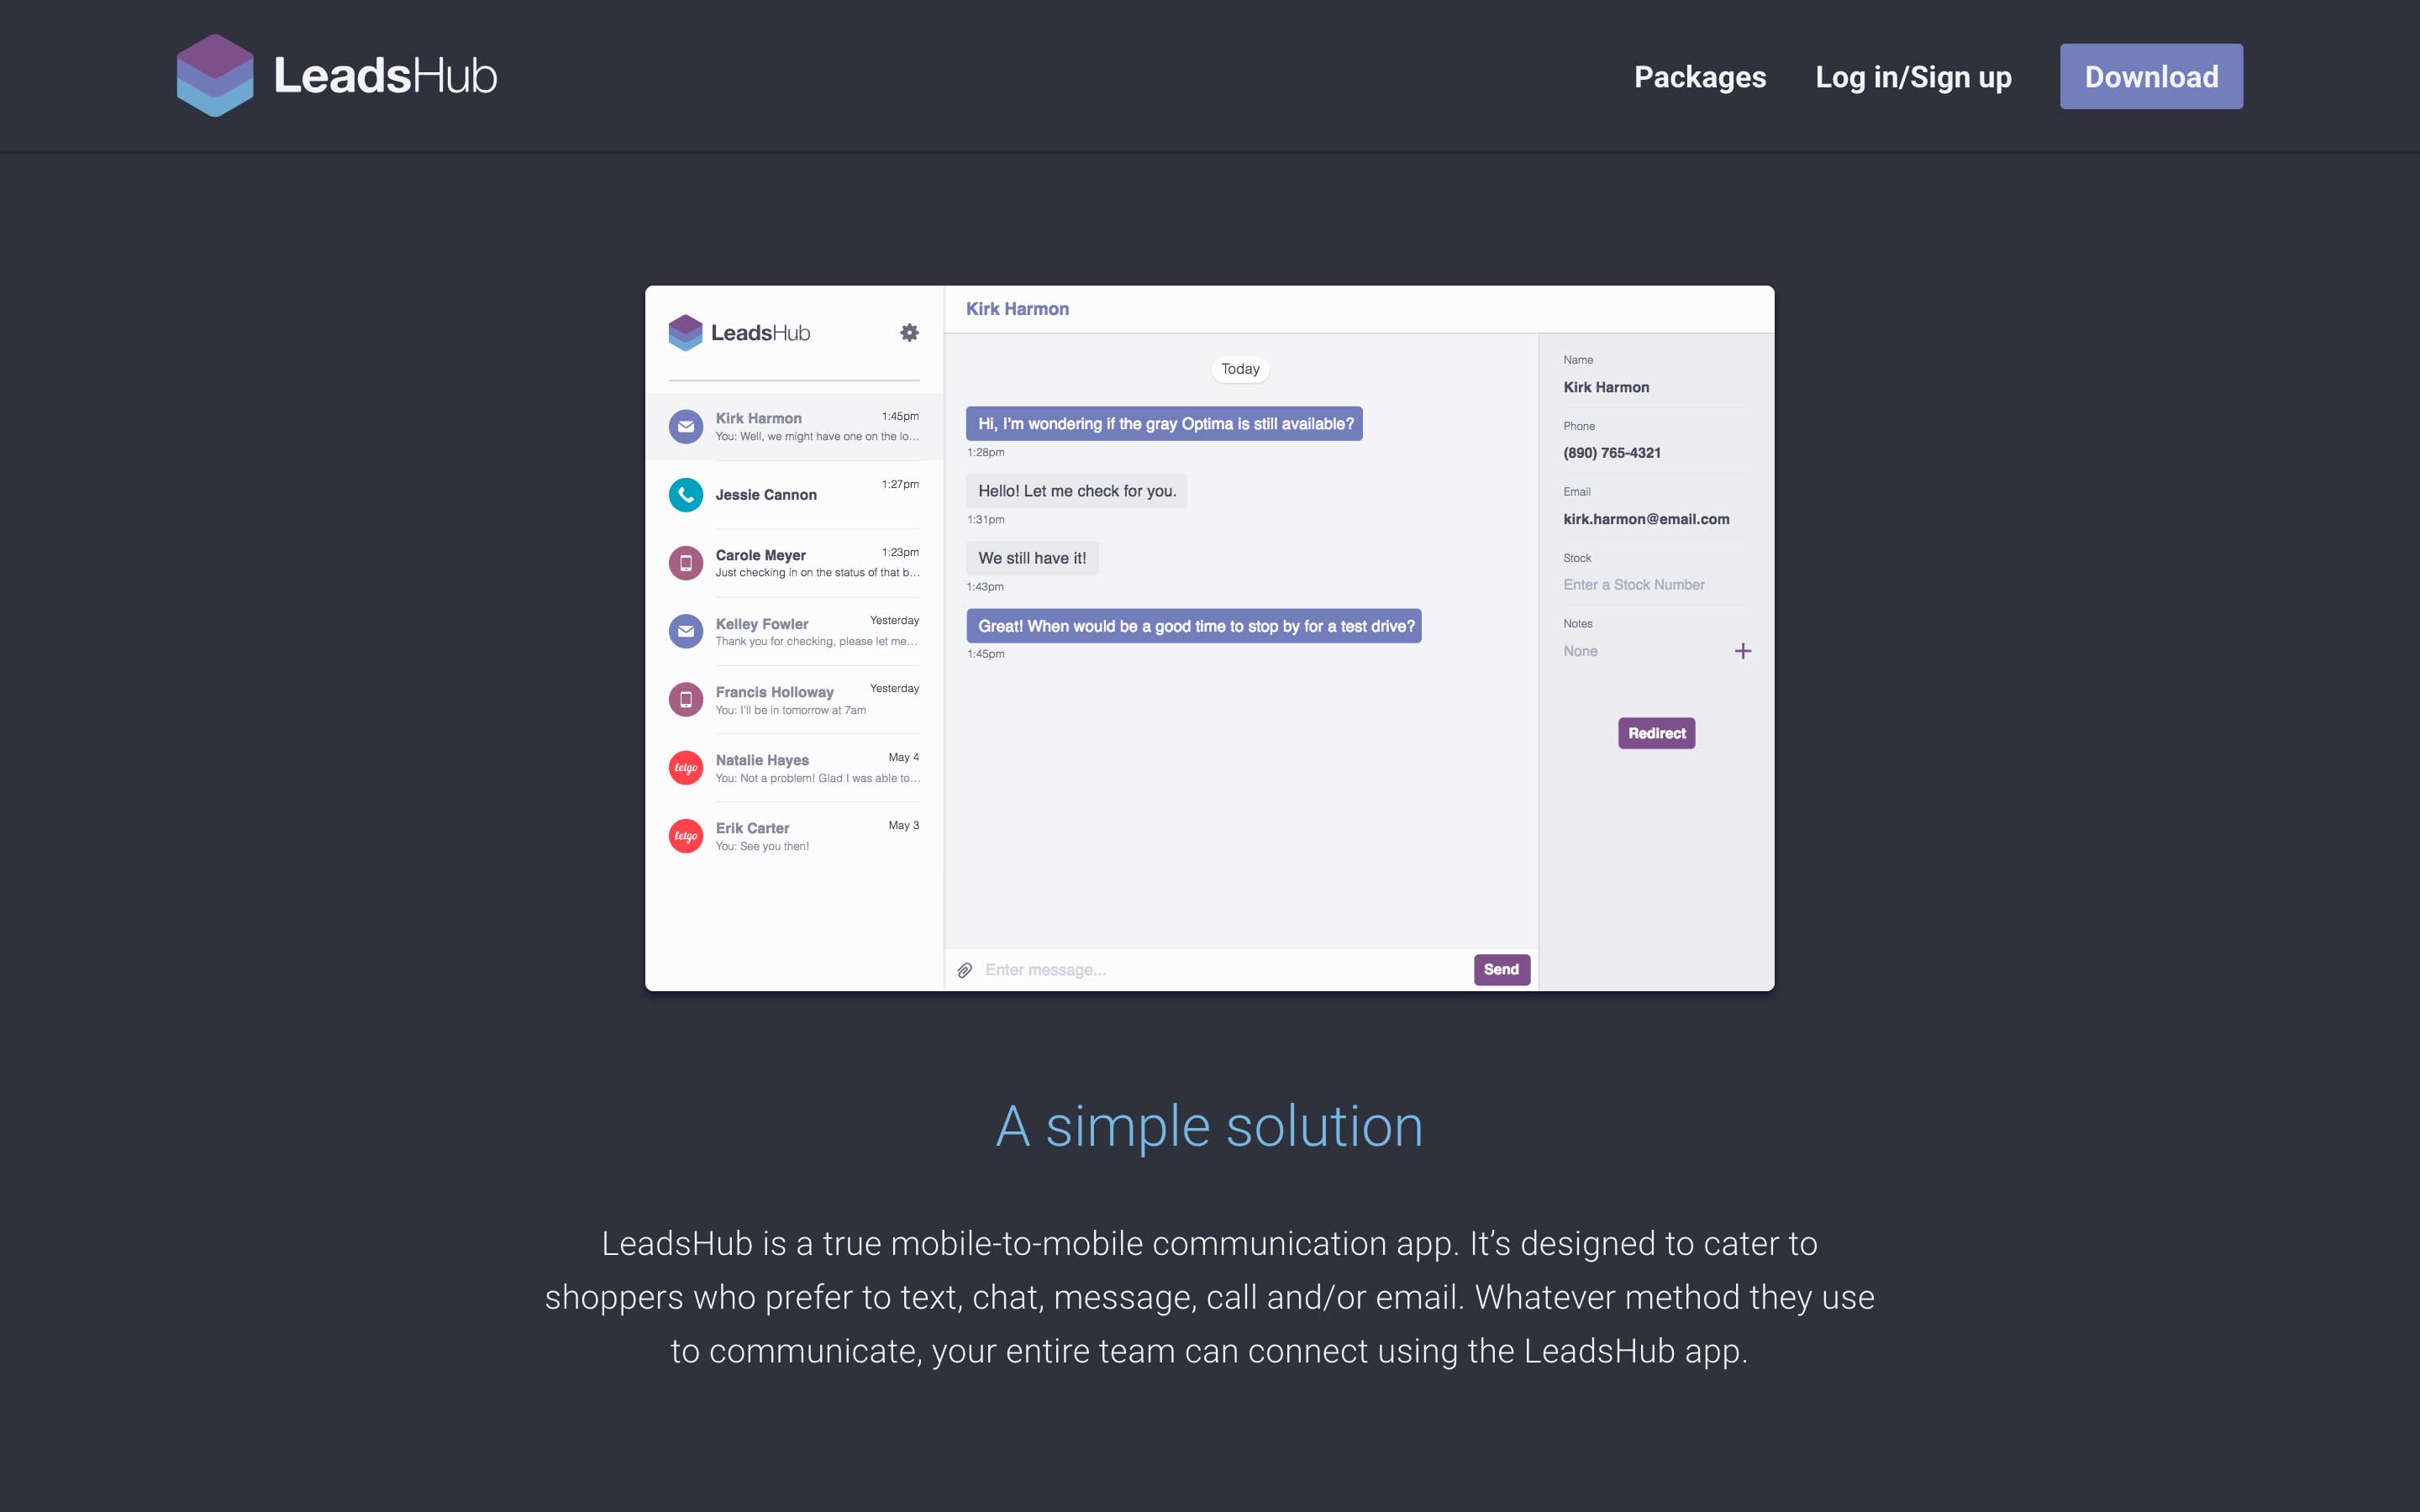 LeadsHub
Packages
Log in/Sign up
Download
LeadsHub
Kirk Harmon
1:45pm
You: Well, we might have one on the lo...
Jessie Cannon
1:27pm
Carole Meyer
1:23pm
Just checking in on the status of that b...
Kelley Fowler
Yesterday
Thank you for checking, please let me...
Francis Holloway
Yesterday
You: I'll be in tomorrow at 7am
letgo
Natalie Hayes
May 4
You: Not a problem! Glad I was able to...
letgo
Erik Carter
May 3
You: See you then!
Kirk Harmon
Today
Hi, I'm wondering if the gray Optima is still available?
1:28pm
Hello! Let me check for you.
1:31pm
We still have it!
1:43pm
Great! When would be a good time to stop by for a test drive?
1:45pm
Enter message...
Send
Name
Kirk Harmon
Phone
(890) 765-4321
Email
kirk.harmon@email.com
Stock
Enter a Stock Number
Notes
None
Redirect
A simple solution
LeadsHub is a true mobile-to-mobile communication app. It’s designed to cater to
shoppers who prefer to text, chat, message, call and/or email. Whatever method they use
to communicate, your entire team can connect using the LeadsHub app.